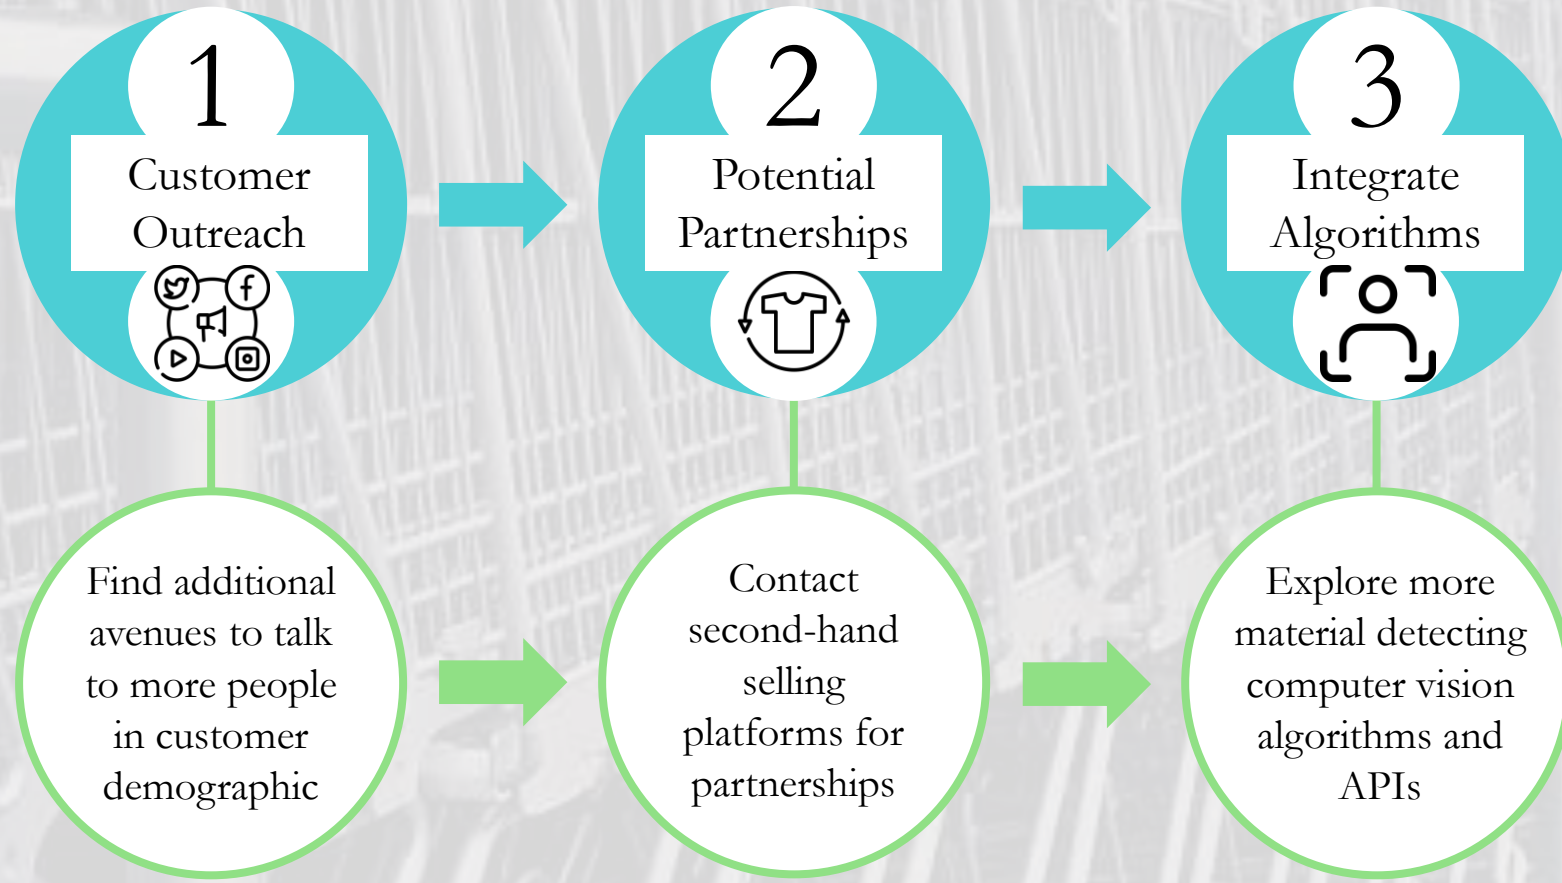 1
Customer
Outreach
2
Potential
Partnerships
3
Integrate
Algorithms
Find additional
avenues to talk
to more people
in customer
demographic
Contact
second-hand
selling
platforms for
partnerships
Explore more
material detecting
computer vision
algorithms and
APIs